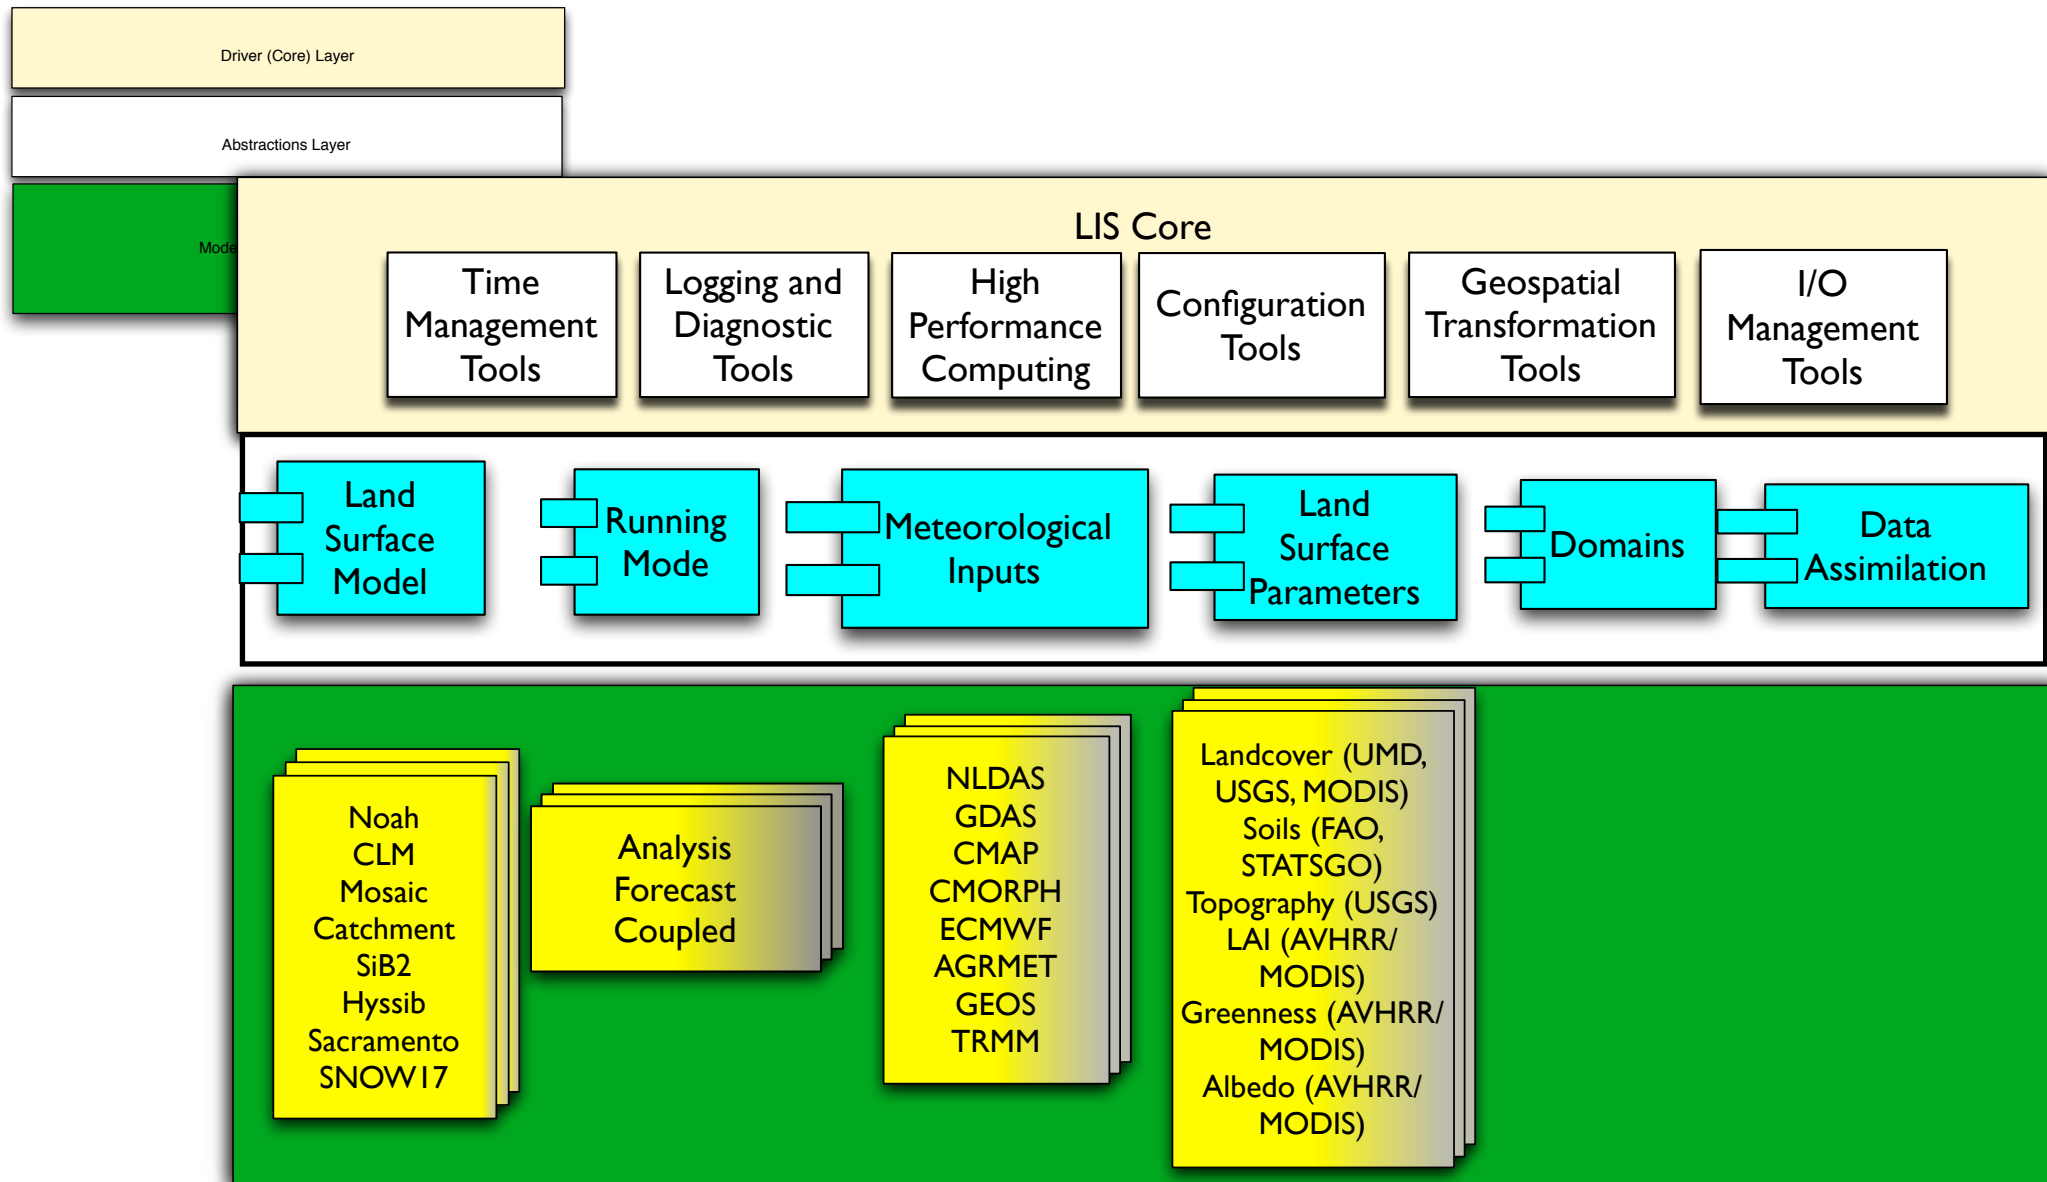 Driver (Core) Layer
Abstractions Layer
LIS Core
Time
Management
Tools
Logging and
Diagnostic
Tools
High
Performance
Computing
Configuration
Tools
Geospatial
Transformation
Tools
I/O
Management
Tools
Land
Surface
Model
Running
Mode
Meteorological
Inputs
Land
Surface
Parameters
Domains
Data
Assimilation
Noah
CLM
Mosaic
Catchment
SiB2
Hyssib
Sacramento
SNOW17
Analysis
Forecast
Coupled
NLDAS
GDAS
CMAP
CMORPH
ECMWF
AGRMET
GEOS
TRMM
Landcover (UMD,
USGS, MODIS)
Soils (FAO,
STATSGO)
Topography (USGS)
LAI (AVHRR/
MODIS)
Greenness (AVHRR/
MODIS)
Albedo (AVHRR/
MODIS)